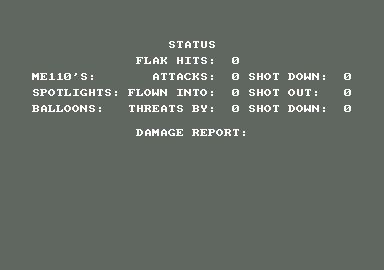 STATUS
FLAK HITS: 0
ME110'S: ATTACKS: 0 SHOT DOWN: 0
SPOTLIGHTS: FLOWN INTO: 0 SHOT OUT: 0
BALLOONS: THREATS BY: 0 SHOT DOWN: 0
DAMAGE REPORT: